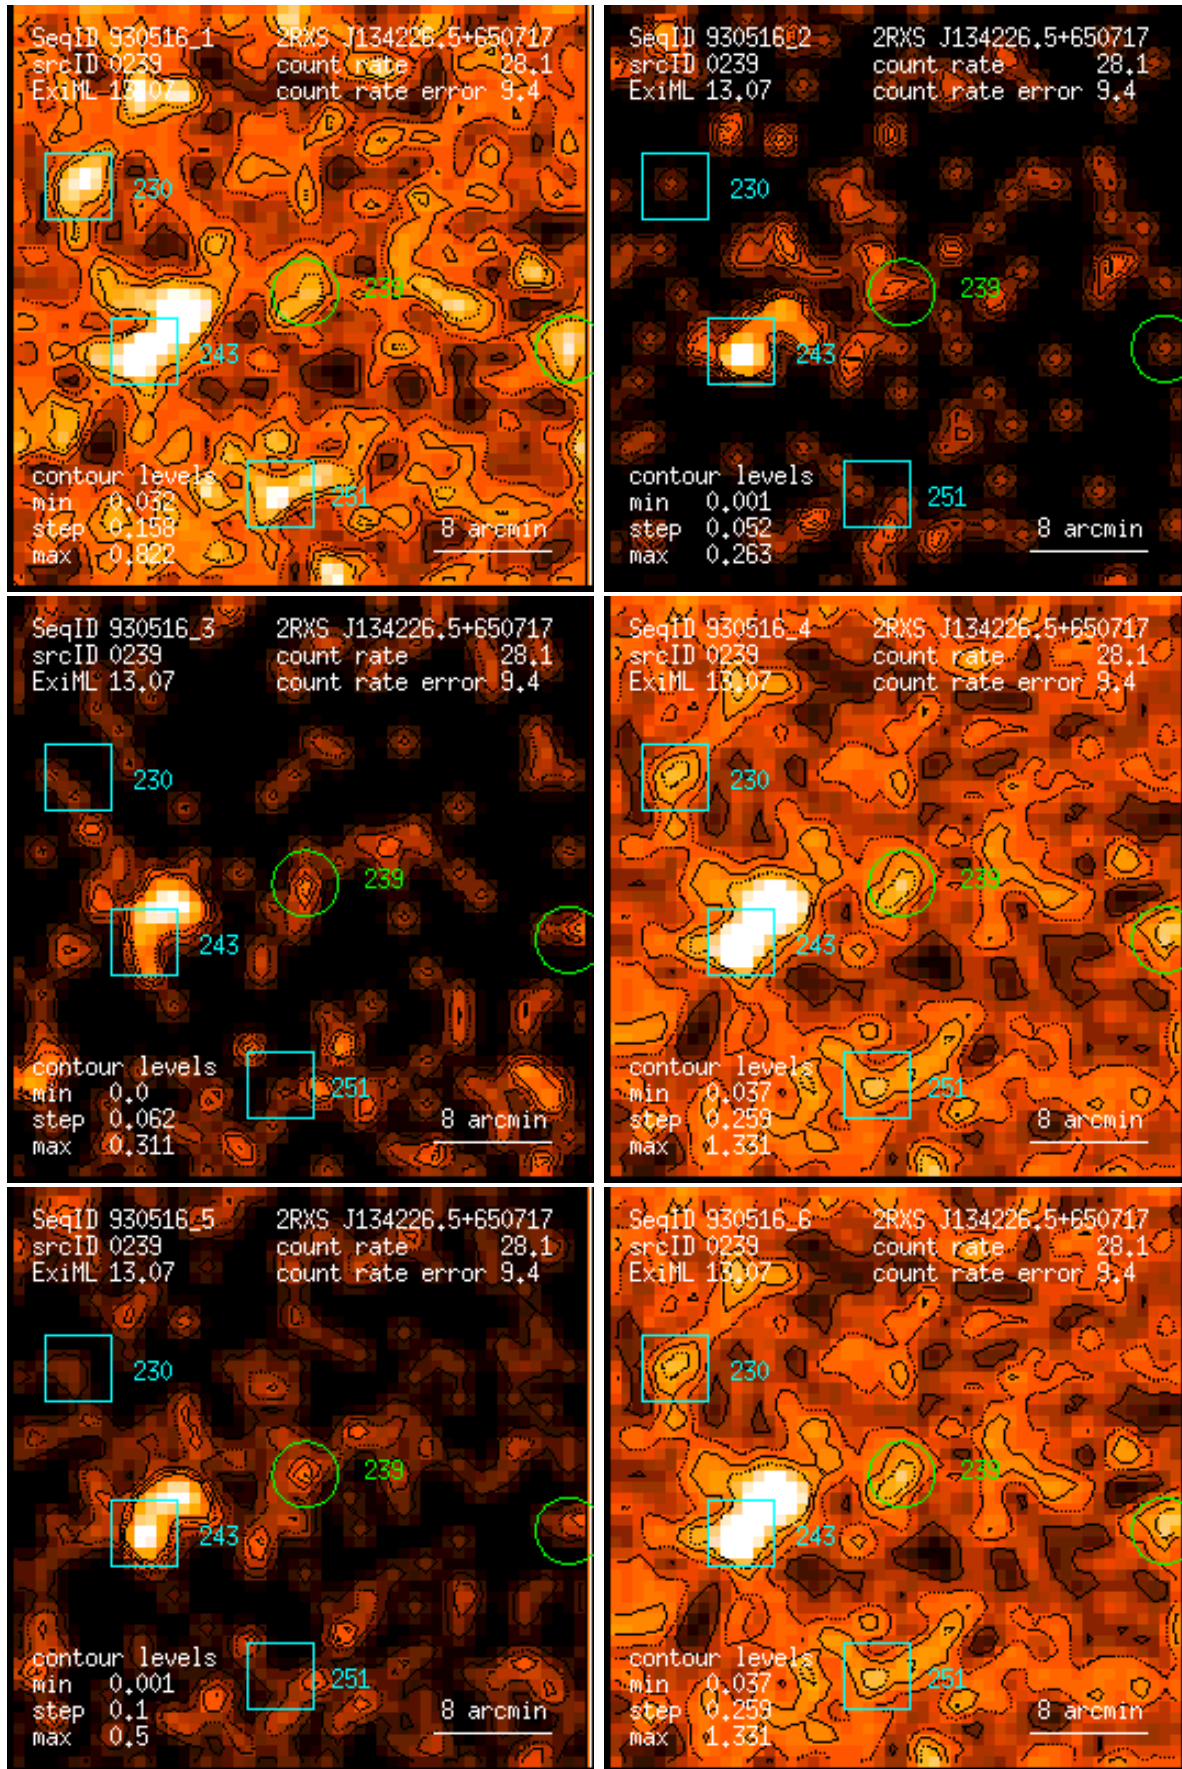 SeqID 930516_1 2RXS J134226.5+650717
srcID 0239 count rate 28.1
ExiML 13.07 count rate error 9.4
230
239
243
contour levels
min 0.032
251
step 0.158
8 arcmin
max 0.822
SeqID 930516_2 2RXS J134226.5+650717
srcID 0239 count rate 28.1
ExiML 13.07 count rate error 9.4
230
239
243
contour levels
min 0.001
251
step 0.052
8 arcmin
max 0.263
SeqID 930516_3 2RXS J134226.5+650717
srcID 0239 count rate 28.1
ExiML 13.07 count rate error 9.4
230
239
243
contour levels
min 0.0
251
step 0.062
8 arcmin
max 0.311
SeqID 930516_4 2RXS J134226.5+650717
srcID 0239 count rate 28.1
ExiML 13.07 count rate error 9.4
230
239
243
contour levels
min 0.037
251
step 0.259
8 arcmin
max 1.331
SeqID 930516_5 2RXS J134226.5+650717
srcID 0239 count rate 28.1
ExiML 13.07 count rate error 9.4
230
239
243
contour levels
min 0.001
251
step 0.1
8 arcmin
max 0.5
SeqID 930516_6 2RXS J134226.5+650717
srcID 0239 count rate 28.1
ExiML 13.07 count rate error 9.4
230
239
243
contour levels
min 0.037
251
step 0.259
8 arcmin
max 1.331